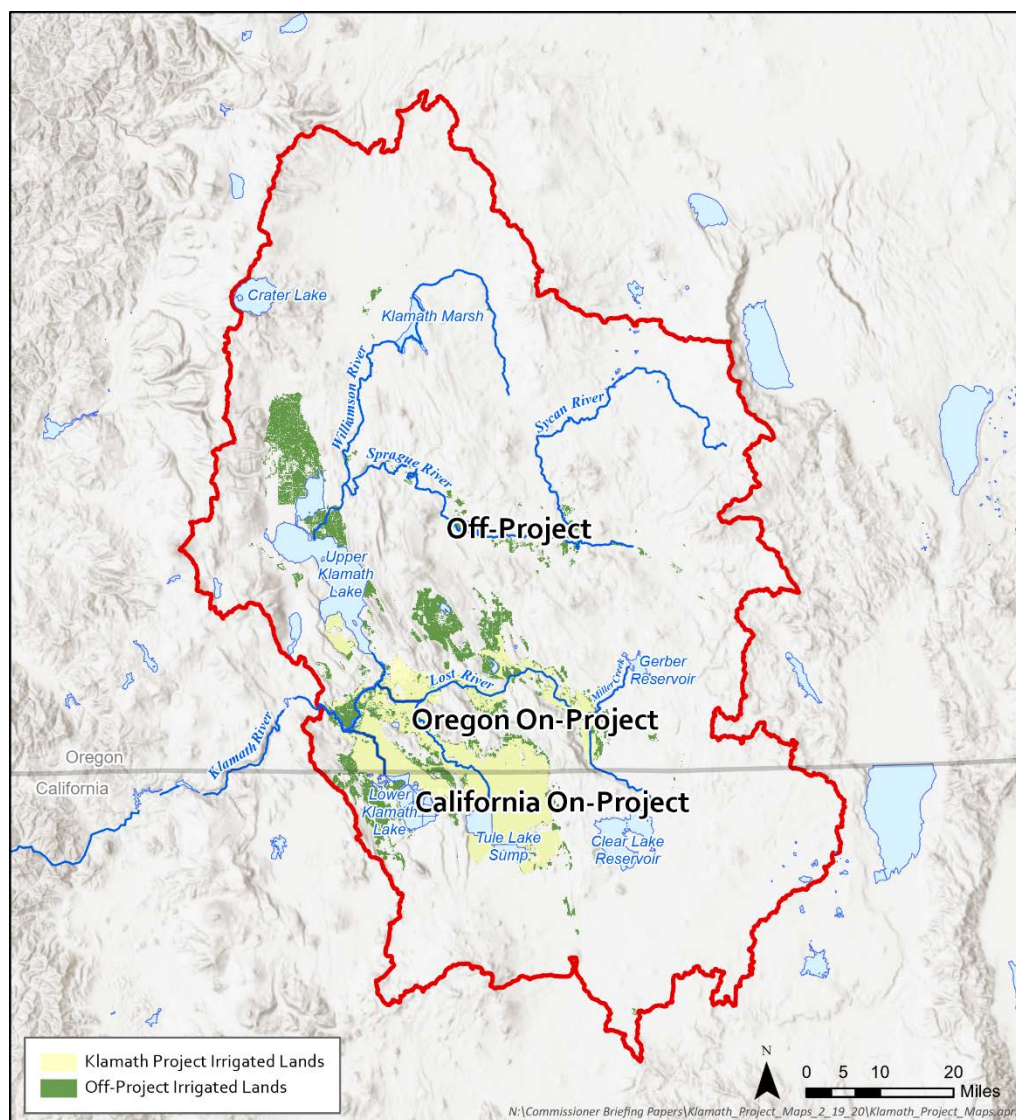 Crater Lake
Klamath Marsh
Williamson River
Sycan River
Sprague River
Off-Project
Upper
Klamath
Lake
Gerber
Reservoir
Miller Creek
Lost River
Oregon On-Project
Klamath River
Oregon
California
California On-Project
Lower
Klamath
Lake
Tule Lake
Sump
Clear Lake
Reservoir
Klamath Project Irrigated Lands
Off-Project Irrigated Lands
N
0 5 10 20
Miles
N:\Commissioner Briefing Papers\Klamath_Project_Maps_2_19_20\Klamath_Project_Maps.aprx